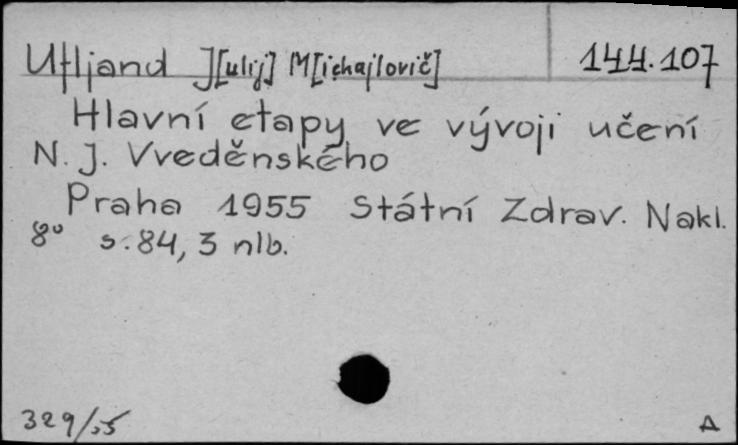 Ufljand J[ulij] M[ichajlovič] 144.107
Hlavní etapy ve vývoji učení
N. J. Vveděnského
Praha 1955 Státní Zdrav. Nakl.
8° s. 84, 3 nlb.
329/55 A